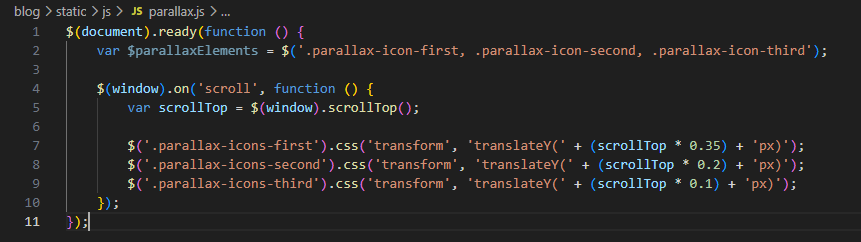 blog > static > js > JS parallax.js > ...
1 $(document).ready(function () {
2     var $parallaxElements = $('.parallax-icon-first, .parallax-icon-second, .parallax-icon-third');
3
4     $(window).on('scroll', function () {
5         var scrollTop = $(window).scrollTop();
6
7         $('.parallax-icons-first').css('transform', 'translateY(' + (scrollTop * 0.35) + 'px)');
8         $('.parallax-icons-second').css('transform', 'translateY(' + (scrollTop * 0.2) + 'px)');
9         $('.parallax-icons-third').css('transform', 'translateY(' + (scrollTop * 0.1) + 'px)');
10     });
11 });